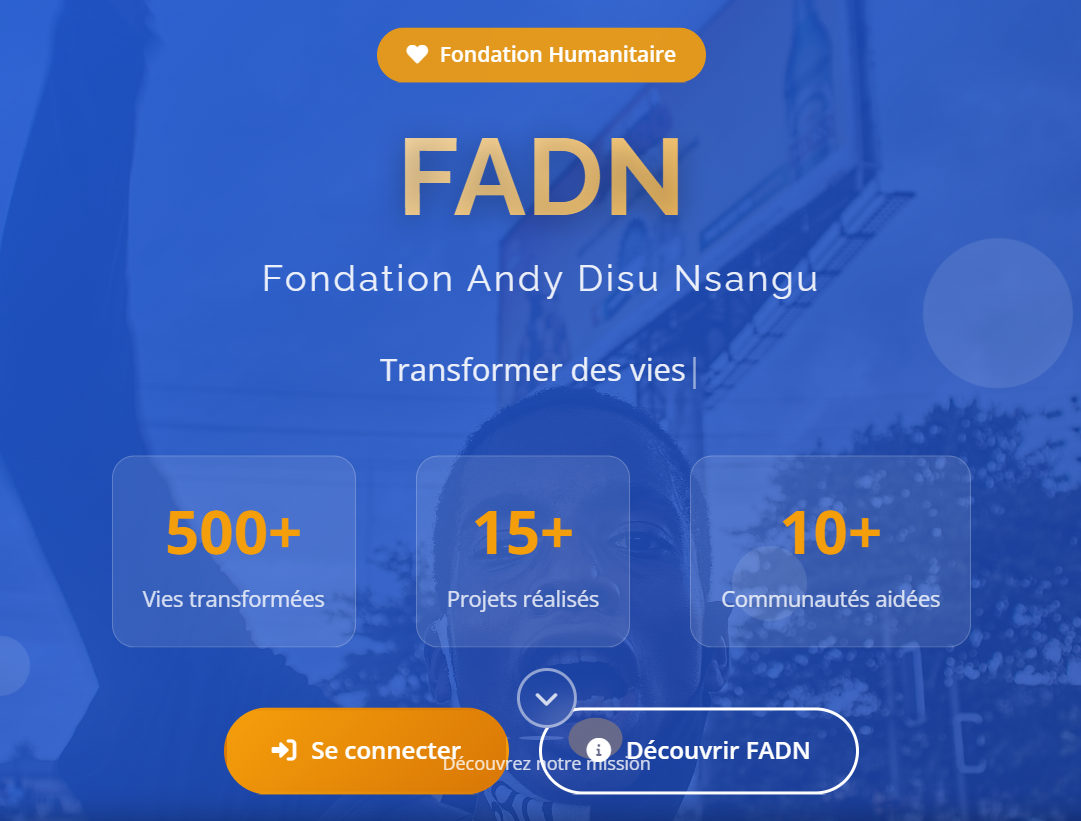 Fondation Humanitaire
FADN
Fondation Andy Disu Nsangu
Transformer des vies
500+
Vies transformées
15+
Projets réalisés
10+
Communautés aidées
Se connecter
Découvrir FADN
Découvrez notre mission